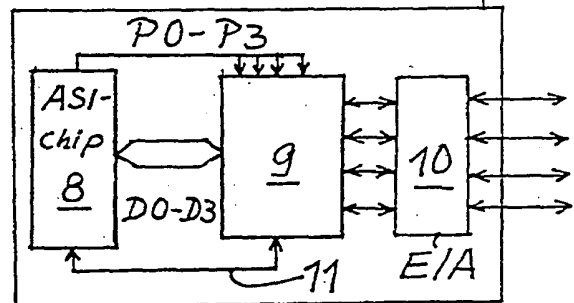 P0-P3
ASI-
chip
8
9
10
D0-D3
E/A
11